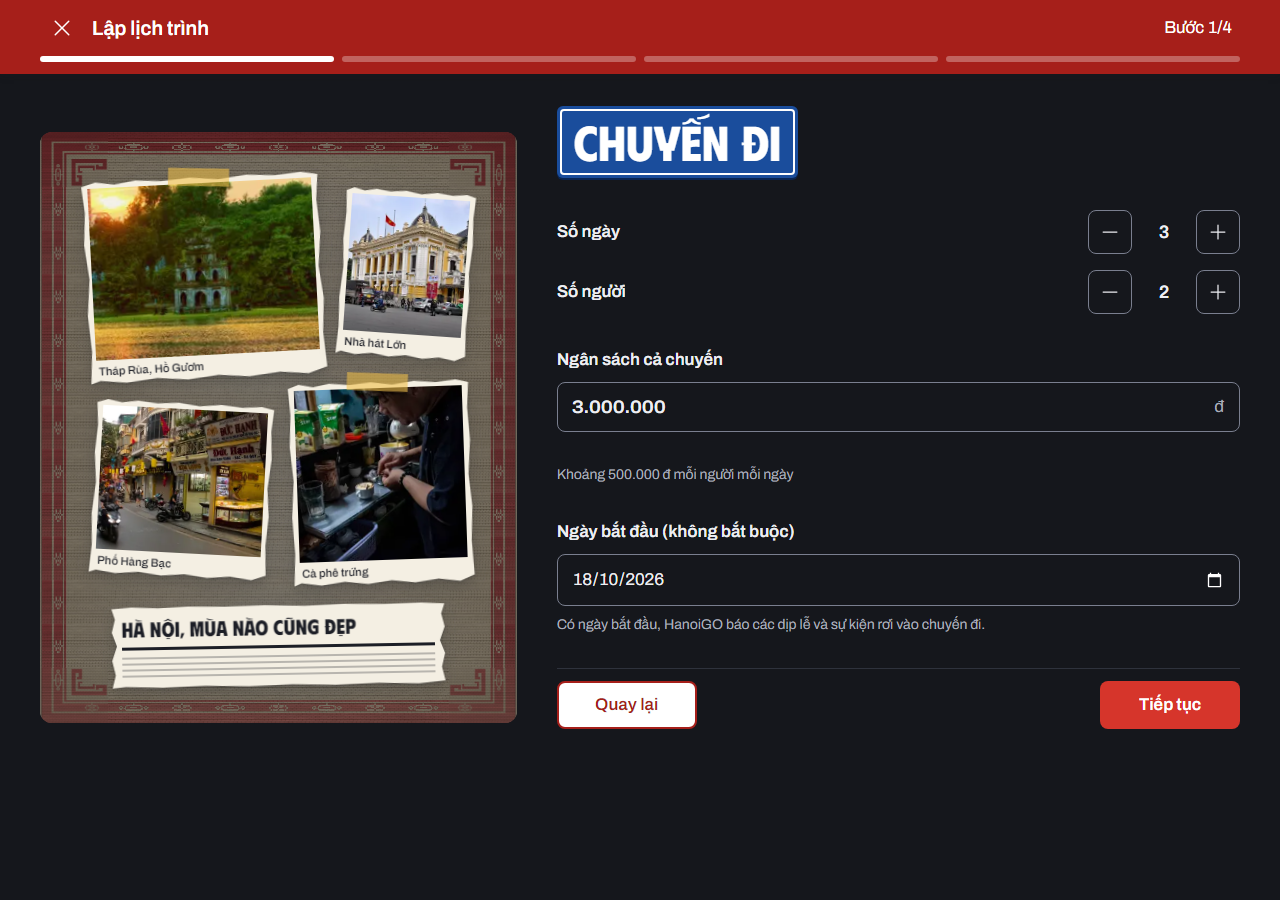 Lập lịch trình
Bước 1/4
CHUYẾN ĐI
Số ngày
3
Số người
2
Ngân sách cả chuyến
3.000.000
đ
Khoảng 500.000 đ mỗi người mỗi ngày
Ngày bắt đầu (không bắt buộc)
18/10/2026
Có ngày bắt đầu, HanoiGO báo các dịp lễ và sự kiện rơi vào chuyến đi.
Quay lại
Tiếp tục
Tháp Rùa, Hồ Gươm
Nhà hát Lớn
ĐỨC HẠNH
Đức Hạnh
Phố Hàng Bạc
Cà phê trứng
HÀ NỘI, MÙA NÀO CŨNG ĐẸP